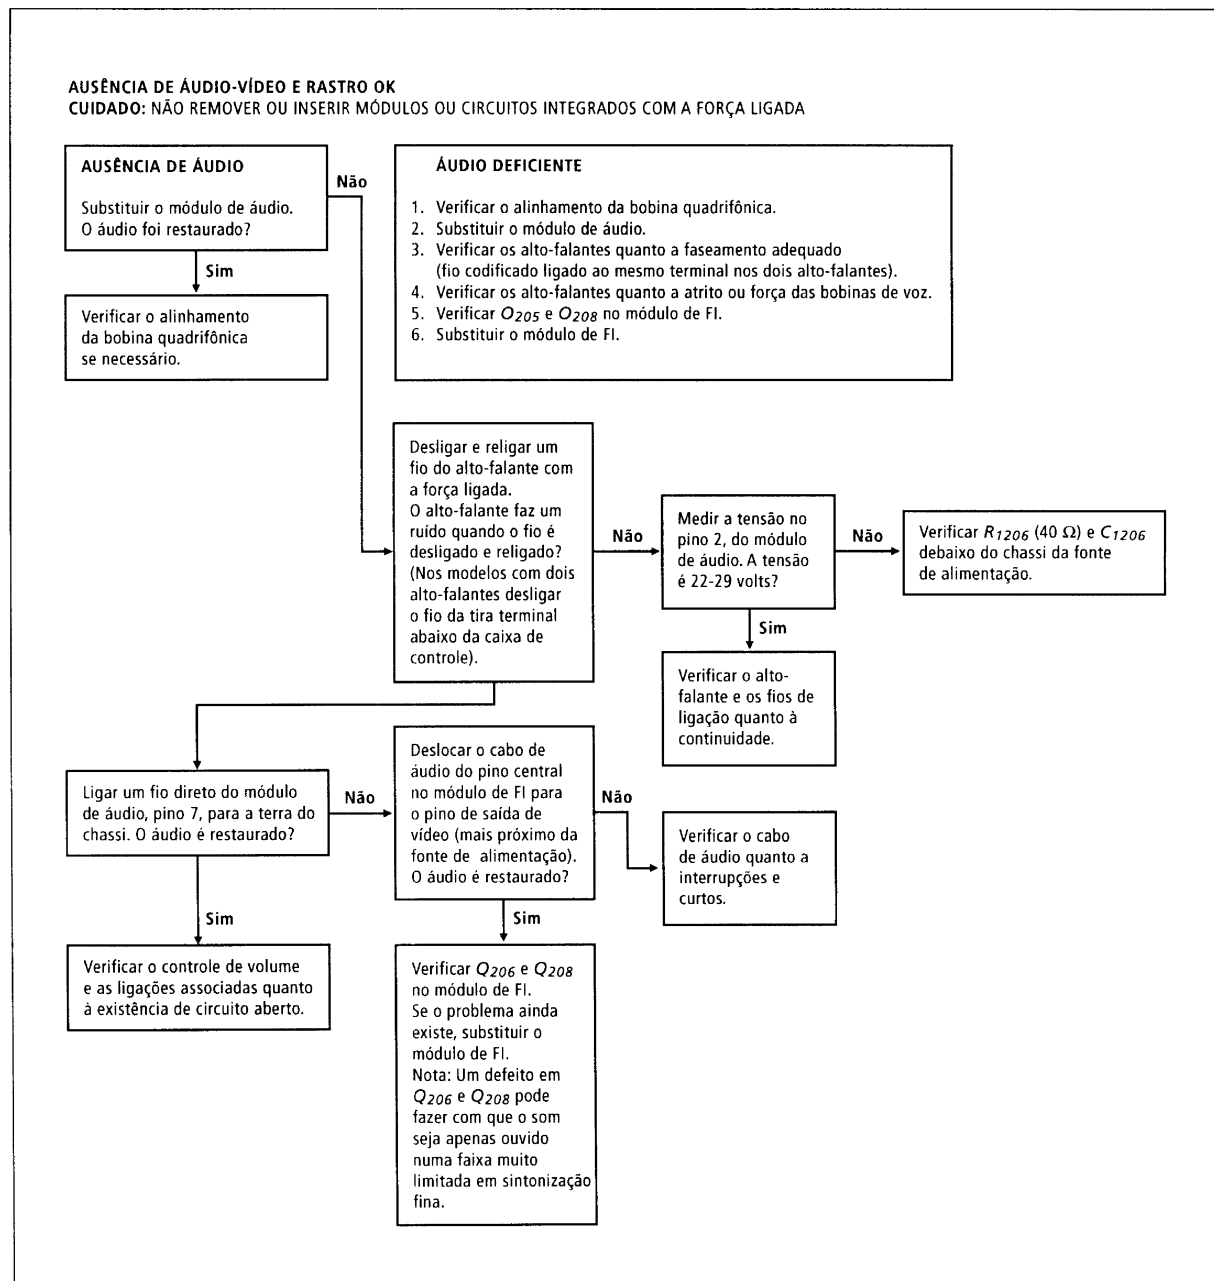 AUSÊNCIA DE ÁUDIO-VÍDEO E RASTRO OK
CUIDADO: NÃO REMOVER OU INSERIR MÓDULOS OU CIRCUITOS INTEGRADOS COM A FORÇA LIGADA
AUSÊNCIA DE ÁUDIO
Substituir o módulo de áudio.
O áudio foi restaurado?
Não
Sim
Verificar o alinhamento
da bobina quadrifônica
se necessário.
ÁUDIO DEFICIENTE
1. Verificar o alinhamento da bobina quadrifônica.
2. Substituir o módulo de áudio.
3. Verificar os alto-falantes quanto a faseamento adequado
(fio codificado ligado ao mesmo terminal nos dois alto-falantes).
4. Verificar os alto-falantes quanto a atrito ou força das bobinas de voz.
5. Verificar O205 e O208 no módulo de FI.
6. Substituir o módulo de FI.
Desligar e religar um
fio do alto-falante com
a força ligada.
O alto-falante faz um
ruído quando o fio é
desligado e religado?
(Nos modelos com dois
alto-falantes desligar
o fio da tira terminal
abaixo da caixa de
controle).
Não
Medir a tensão no
pino 2, do módulo
de áudio. A tensão
é 22-29 volts?
Não
Verificar R1206 (40 Ω) e C1206
debaixo do chassi da fonte
de alimentação.
Sim
Verificar o alto-
falante e os fios de
ligação quanto à
continuidade.
Ligar um fio direto do módulo
de áudio, pino 7, para a terra do
chassi. O áudio é restaurado?
Não
Deslocar o cabo de
áudio do pino central
no módulo de FI para
o pino de saída de
vídeo (mais próximo da
fonte de alimentação).
O áudio é restaurado?
Não
Verificar o cabo
de áudio quanto a
interrupções e
curtos.
Sim
Verificar o controle de volume
e as ligações associadas quanto
à existência de circuito aberto.
Sim
Verificar Q206 e Q208
no módulo de FI.
Se o problema ainda
existe, substituir o
módulo de FI.
Nota: Um defeito em
Q206 e Q208 pode
fazer com que o som
seja apenas ouvido
numa faixa muito
limitada em sintonização
fina.